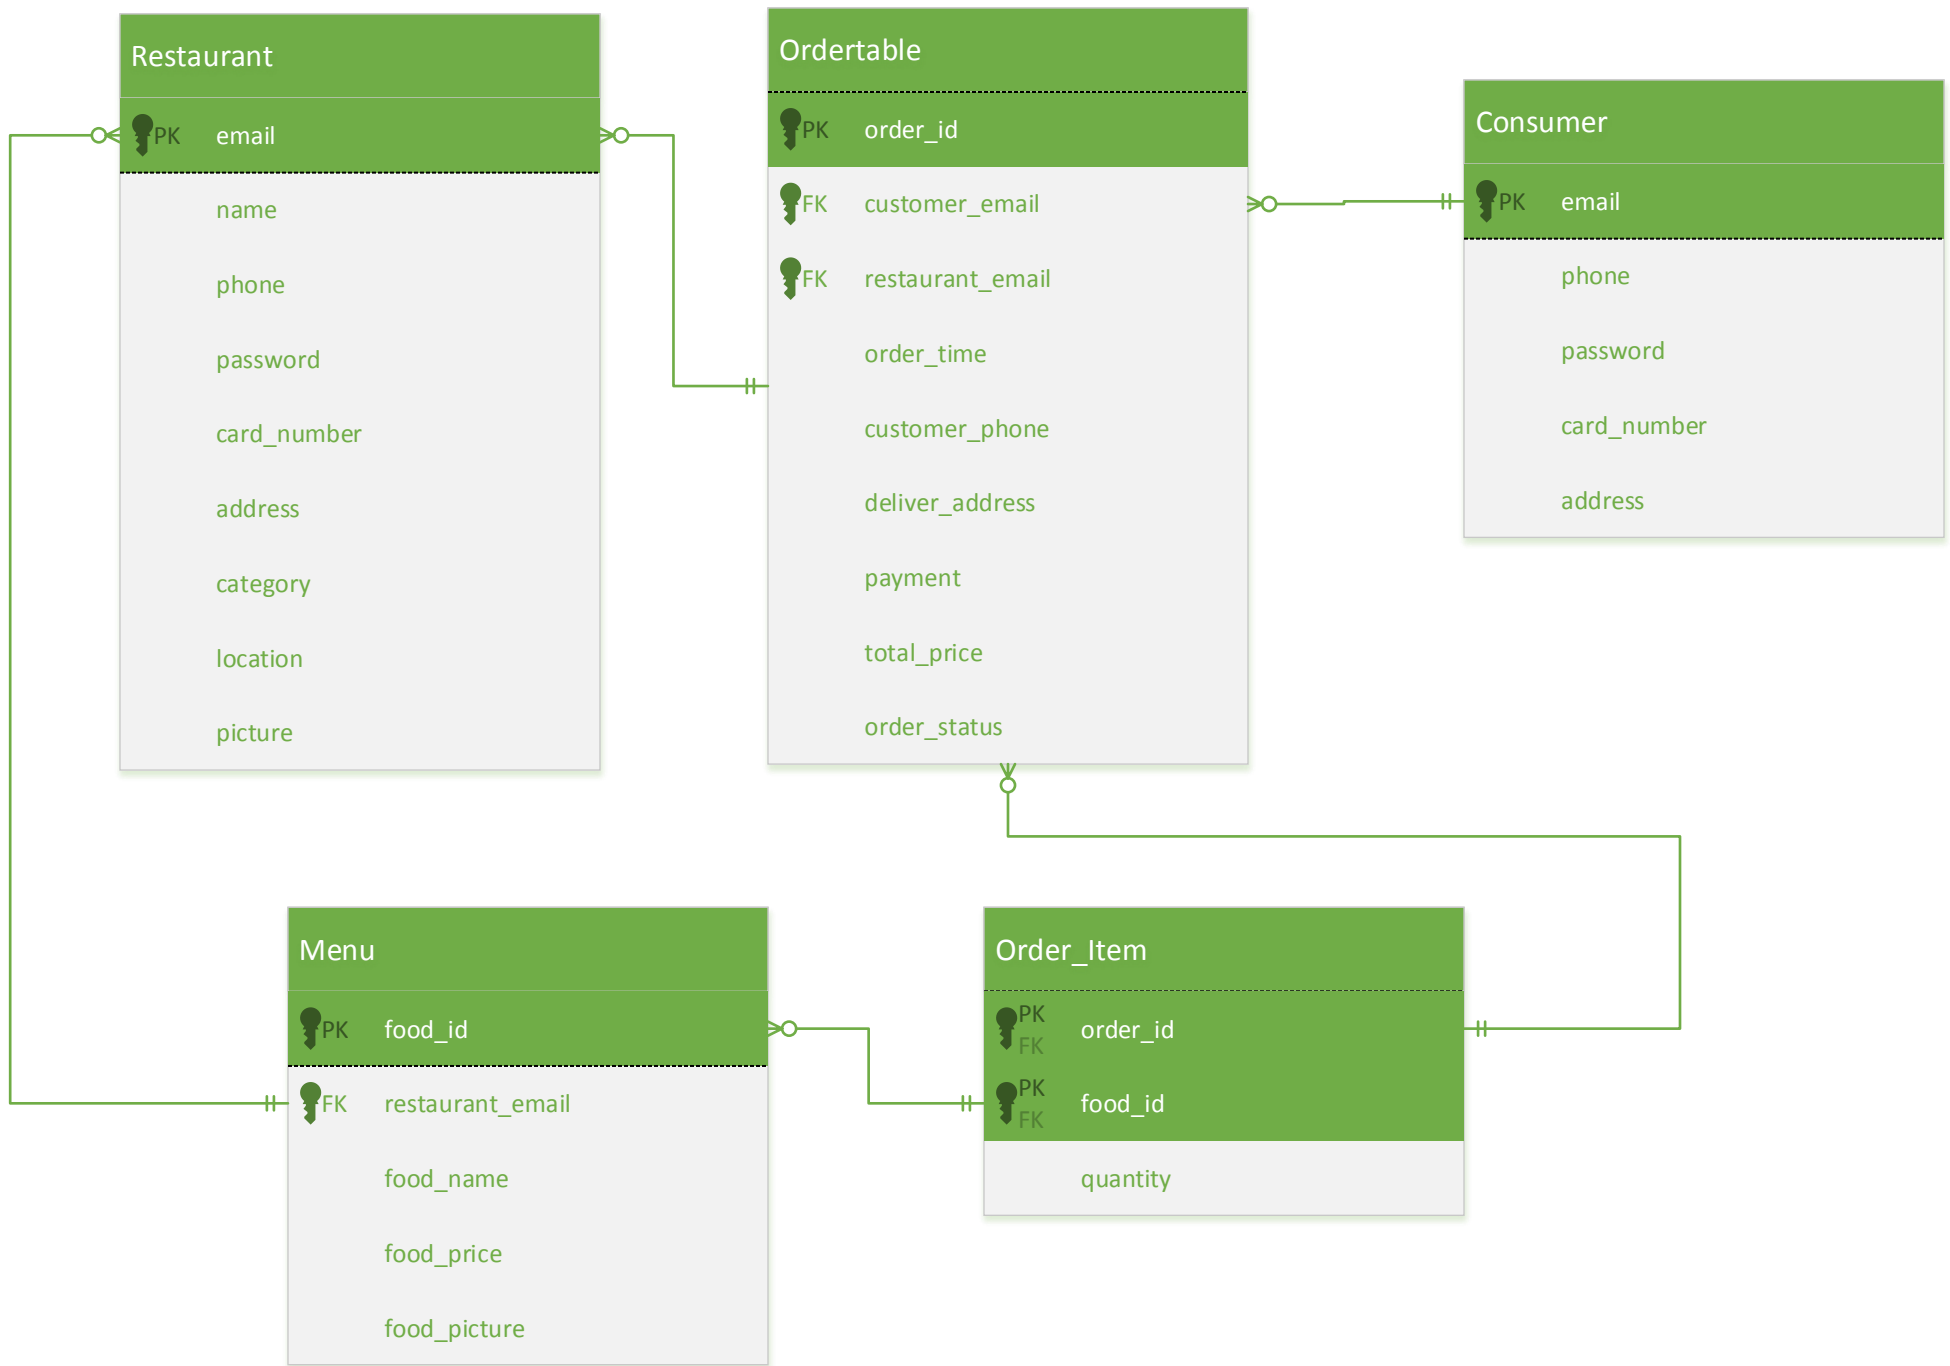 Restaurant
PK email
name
phone
password
card_number
address
category
location
picture
Ordertable
PK order_id
FK customer_email
FK restaurant_email
order_time
customer_phone
deliver_address
payment
total_price
order_status
Consumer
PK email
phone
password
card_number
address
Menu
PK food_id
FK restaurant_email
food_name
food_price
food_picture
Order_Item
PK
FK order_id
PK
FK food_id
quantity